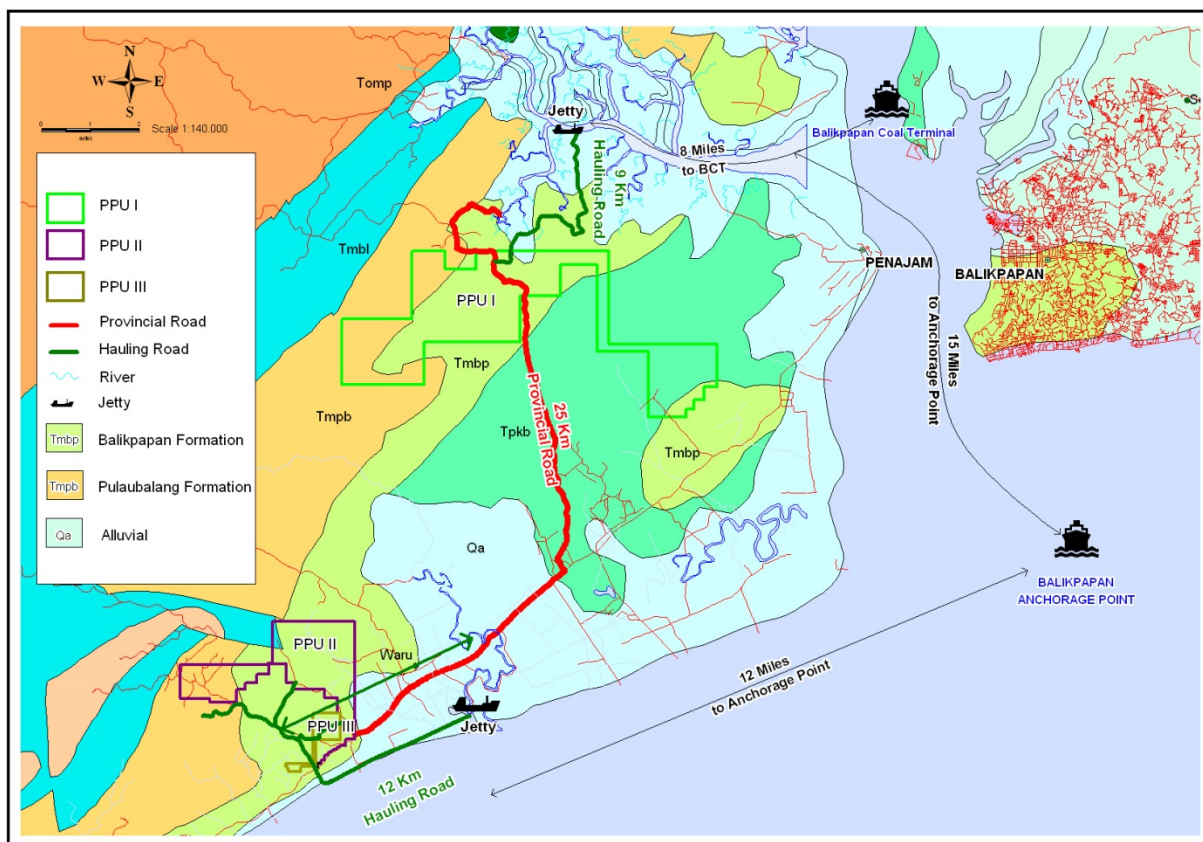 N
W E
S
0 2
miles
Scale 1:140.000
PPU I
PPU II
PPU III
Provincial Road
Hauling Road
River
Jetty
Tmbp Balikpapan Formation
Tmpb Pulaubalang Formation
Qa Alluvial
Tomp
Jetty
9 Km
Hauling-Road
8 Miles
to BCT
Balikpapan Coal Terminal
Tmbl
PENAJAM
BALIKPAPAN
PPU I
Tmbp
Tmpb
25 Km
Provincial Road
Tpkb
Tmbp
15 Miles
to Anchorage Point
Qa
BALIKPAPAN
ANCHORAGE POINT
PPU II
Waru
12 Miles
to Anchorage Point
PPU III
Jetty
12 Km
Hauling Road